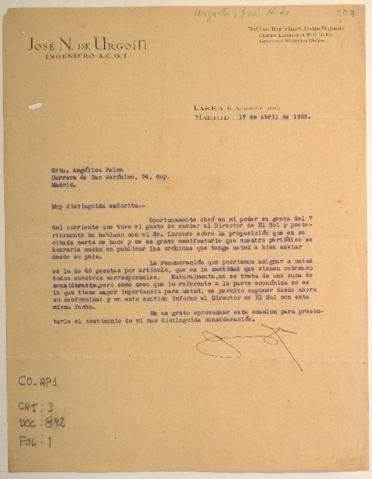 Urgoiti, José N. de
JOSÉ N. DE URGOITI
INGENIERO A.C.G.I.
LARRA 8.
MADRID 17 de Abril de 1925.
Srta. Angélica Palma
Carrera de San Jerónimo, 34, dup.
Madrid.
Muy distinguida señorita:-
Oportunamente obró en mi poder su grata del 7
del corriente que tuve el gusto de enviar al Director de El Sol y poste-
riormente he hablado con el Sr. Lorenzo sobre la proposición que en su
citada carta me hace y me es grato manifestarle que nuestro periódico se
honraría mucho en publicar las crónicas que tenga usted a bien enviar
desde su país.
La remuneración que podríamos asignar a usted
es la de 40 pesetas por artículo, que es la cantidad que vienen cobrando
todos nuestros corresponsales. Naturalmente, no se trata de una suma de
consideración, pero como creo que lo referente a la parte económica no es
lo que tiene mayor importancia para usted, me permito suponer desde ahora
su conformidad y en este sentido informo al Director de El Sol con esta
misma fecha.
Me es grato aprovechar esta ocasión para presen-
tarle el testimonio de mi mas distinguida consideración.
CO-AP1
CAJ: 3
DOC: 892
FOL: 1